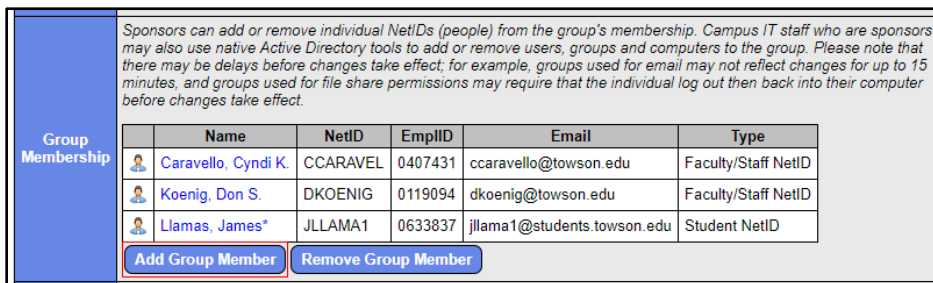 Sponsors can add or remove individual NetIDs (people) from the group's membership. Campus IT staff who are sponsors
may also use native Active Directory tools to add or remove users, groups and computers to the group. Please note that
there may be delays before changes take effect; for example, groups used for email may not reflect changes for up to 15
minutes, and groups used for file share permissions may require that the individual log out then back into their computer
before changes take effect.
Group
Membership
Name NetID EmplID Email Type
Caravello, Cyndi K. CCARAVEL 0407431 ccaravello@towson.edu Faculty/Staff NetID
Koenig, Don S. DKOENIG 0119094 dkoenig@towson.edu Faculty/Staff NetID
Llamas, James* JLLAMA1 0633837 jllama1@students.towson.edu Student NetID
Add Group Member Remove Group Member